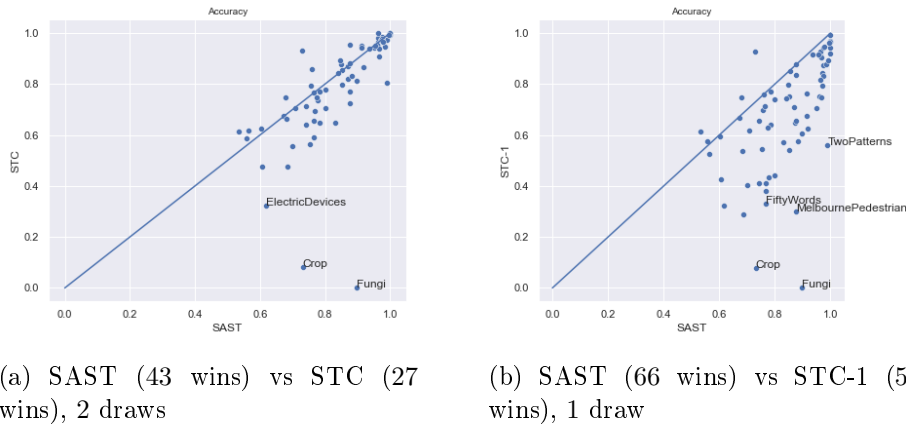 Accuracy
1.0
0.8
0.6
0.4
0.2
0.0
STC
ElectricDevices
Crop
Fungi
0.0 0.2 0.4 0.6 0.8 1.0
SAST
(a) SAST (43 wins) vs STC (27
wins), 2 draws
Accuracy
1.0
0.8
0.6
0.4
0.2
0.0
STC-1
TwoPatterns
FiftyWords
MelbournePedestrian
Crop
Fungi
0.0 0.2 0.4 0.6 0.8 1.0
SAST
(b) SAST (66 wins) vs STC-1 (5
wins), 1 draw